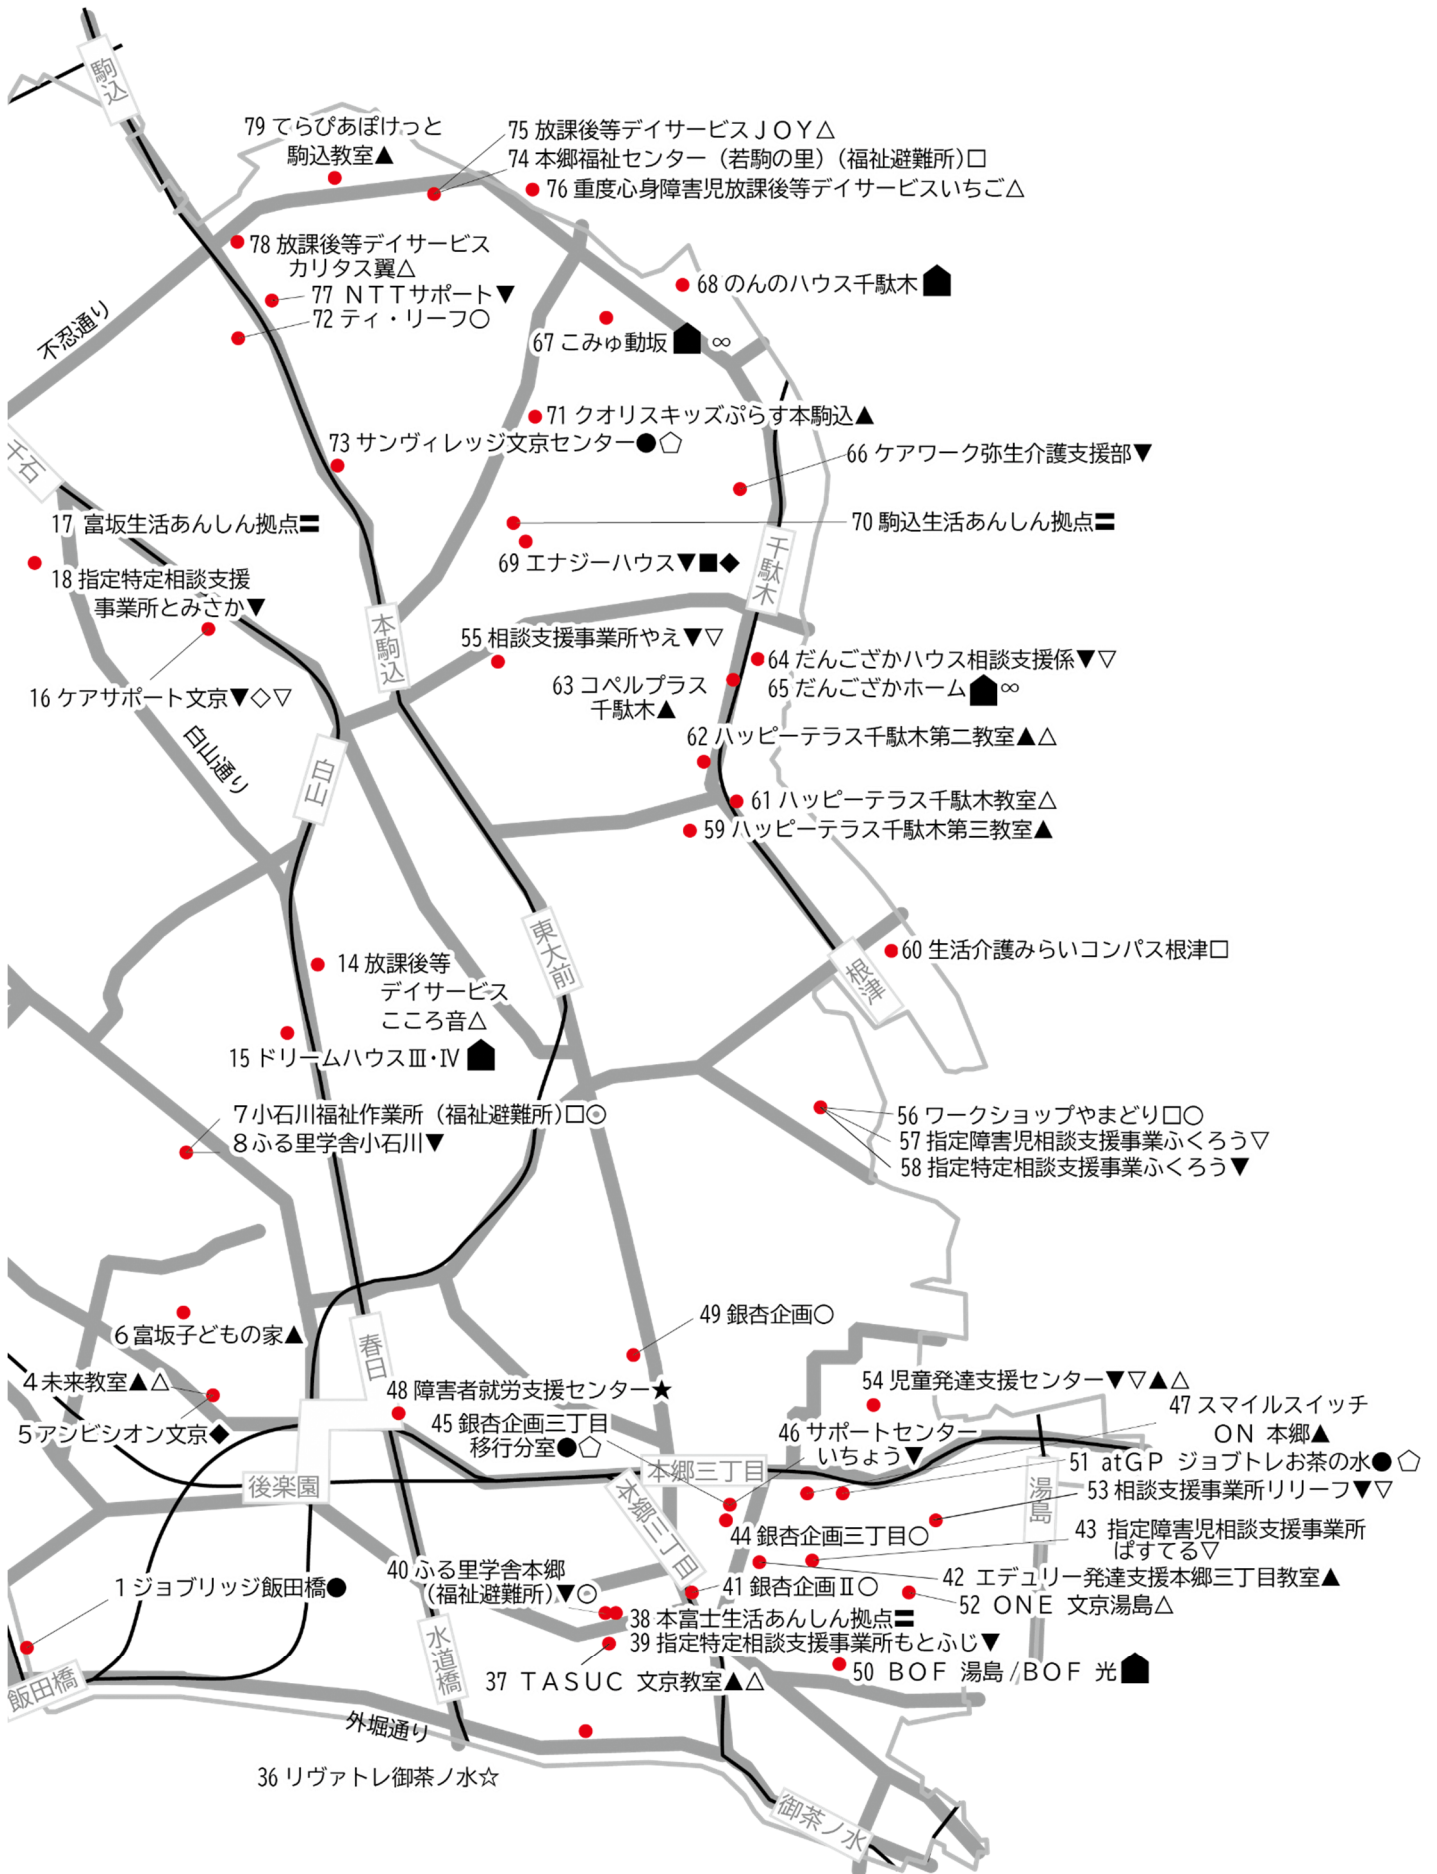 駒込
79 てらぴあぽけっと
駒込教室▲
75 放課後等デイサービスＪＯＹ△
74 本郷福祉センター（若駒の里）（福祉避難所）□
76 重度心身障害児放課後等デイサービスいちご△
78 放課後等デイサービス
カリタス翼△
68 のんのハウス千駄木
77 ＮＴＴサポート▼
72 ティ・リーフ○
不忍通り
67 こみゅ動坂 ∞
71 クオリスキッズぷらす本駒込▲
73 サンヴィレッジ文京センター●⬠
66 ケアワーク弥生介護支援部▼
千石
17 富坂生活あんしん拠点〓
70 駒込生活あんしん拠点〓
69 エナジーハウス▼■◆
千駄木
18 指定特定相談支援
事業所とみさか▼
本駒込
55 相談支援事業所やえ▼▽
64 だんござかハウス相談支援係▼▽
65 だんござかホーム ∞
63 コペルプラス
千駄木▲
16 ケアサポート文京▼◇▽
62 ハッピーテラス千駄木第二教室▲△
白山通り
白山
61 ハッピーテラス千駄木教室△
59 ハッピーテラス千駄木第三教室▲
東大前
60 生活介護みらいコンパス根津□
根津
14 放課後等
デイサービス
こころ音△
15 ドリームハウスⅢ・Ⅳ
7 小石川福祉作業所（福祉避難所）□◎
8 ふる里学舎小石川▼
56 ワークショップやまどり□○
57 指定障害児相談支援事業ふくろう▽
58 指定特定相談支援事業ふくろう▼
49 銀杏企画○
6 富坂子どもの家▲
春日
4 未来教室▲△
48 障害者就労支援センター★
54 児童発達支援センター▼▽▲△
5 アンビシオン文京◆
45 銀杏企画三丁目
移行分室●⬠
46 サポートセンター
いちょう▼
47 スマイルスイッチ
ＯＮ 本郷▲
51 atＧＰ ジョブトレお茶の水●⬠
後楽園
本郷三丁目
湯島
53 相談支援事業所リリーフ▼▽
本郷三丁目
44 銀杏企画三丁目○
43 指定障害児相談支援事業所
ぱすてる▽
40 ふる里学舎本郷
（福祉避難所）▼◎
42 エデュリー発達支援本郷三丁目教室▲
1 ジョブリッジ飯田橋●
41 銀杏企画Ⅱ○
52 ＯＮＥ 文京湯島△
38 本富士生活あんしん拠点〓
39 指定特定相談支援事業所もとふじ▼
水道橋
50 ＢＯＦ 湯島/ＢＯＦ 光
37 ＴＡＳＵＣ 文京教室▲△
飯田橋
外堀通り
36 リヴァトレ御茶ノ水☆
御茶ノ水